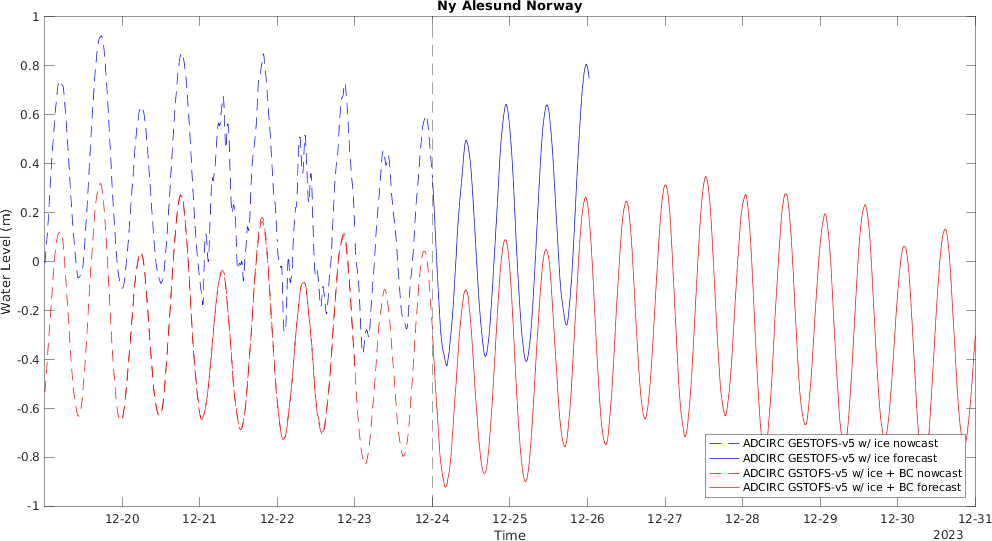 Ny Alesund Norway
1
0.8
0.6
0.4
0.2
0
-0.2
-0.4
-0.6
-0.8
-1
Water Level (m)
12-20 12-21 12-22 12-23 12-24 12-25 12-26 12-27 12-28 12-29 12-30 12-31
Time
2023
ADCIRC GESTOFS-v5 w/ ice nowcast
ADCIRC GESTOFS-v5 w/ ice forecast
ADCIRC GSTOFS-v5 w/ ice + BC nowcast
ADCIRC GSTOFS-v5 w/ ice + BC forecast